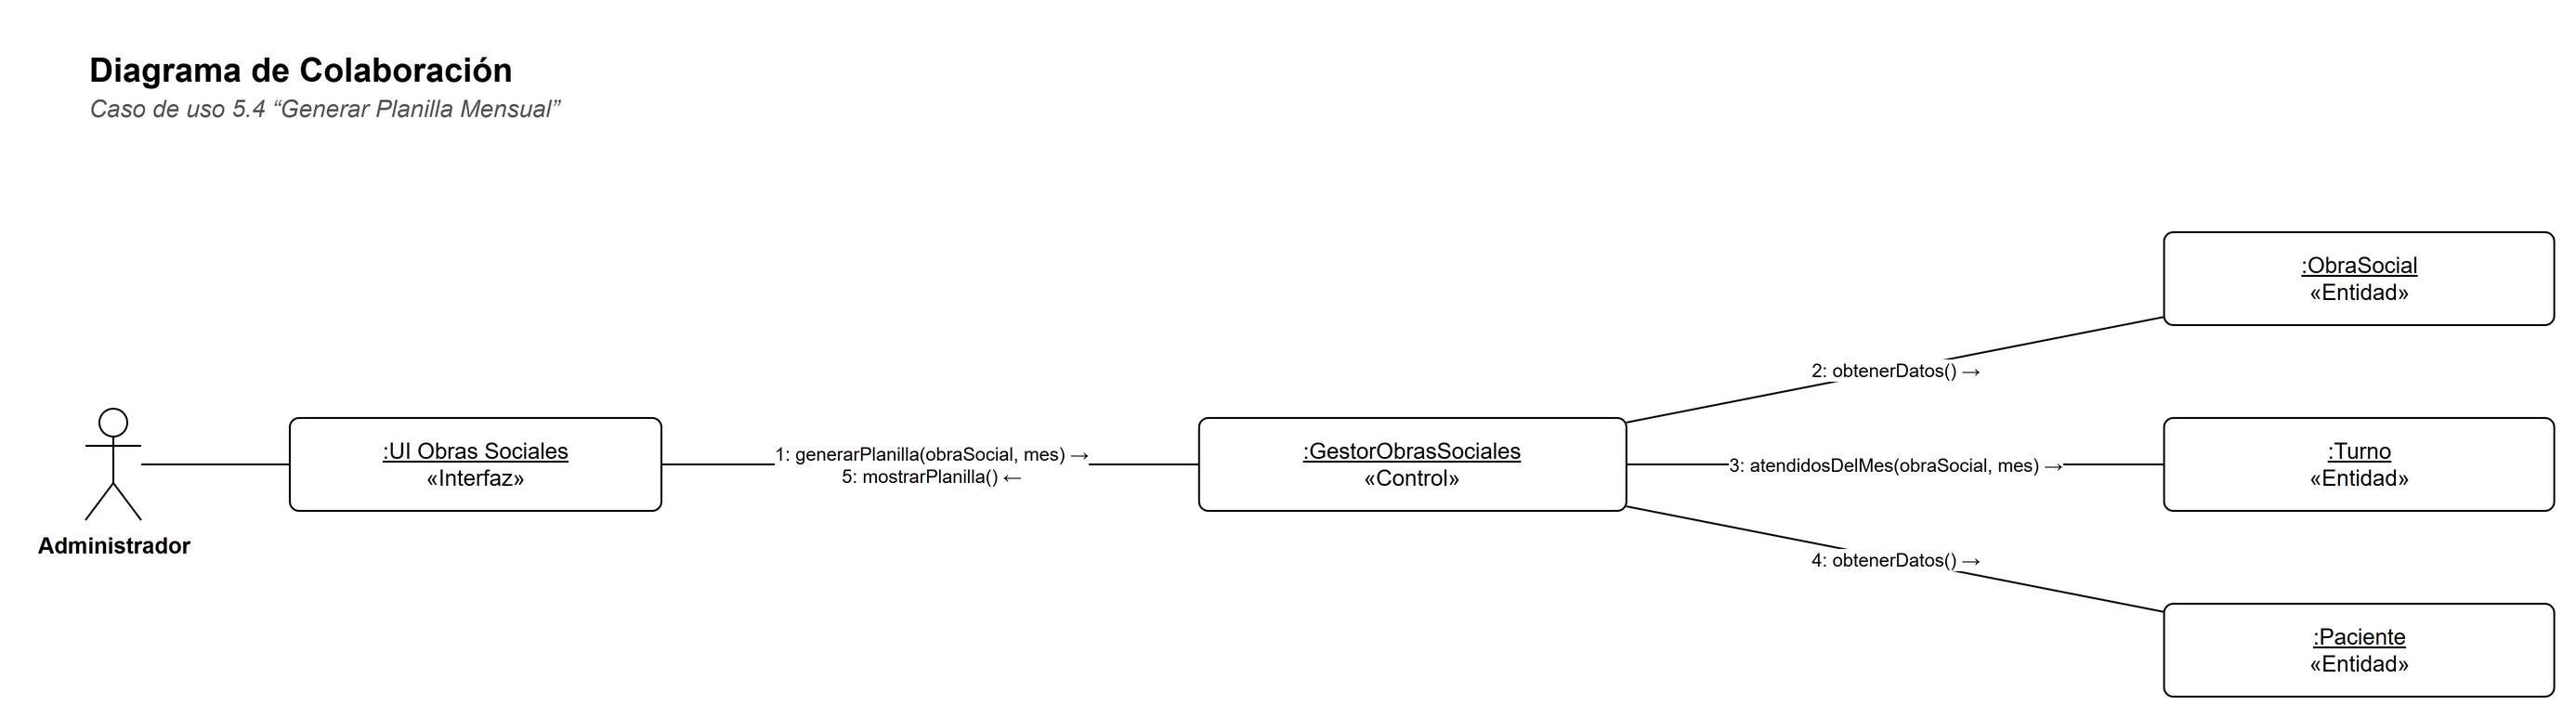 Diagrama de Colaboración
Caso de uso 5.4 “Generar Planilla Mensual”
:ObraSocial
«Entidad»
2: obtenerDatos() →
Administrador
:UI Obras Sociales
«Interfaz»
1: generarPlanilla(obraSocial, mes) →
5: mostrarPlanilla() ←
:GestorObrasSociales
«Control»
3: atendidosDelMes(obraSocial, mes) →
:Turno
«Entidad»
4: obtenerDatos() →
:Paciente
«Entidad»